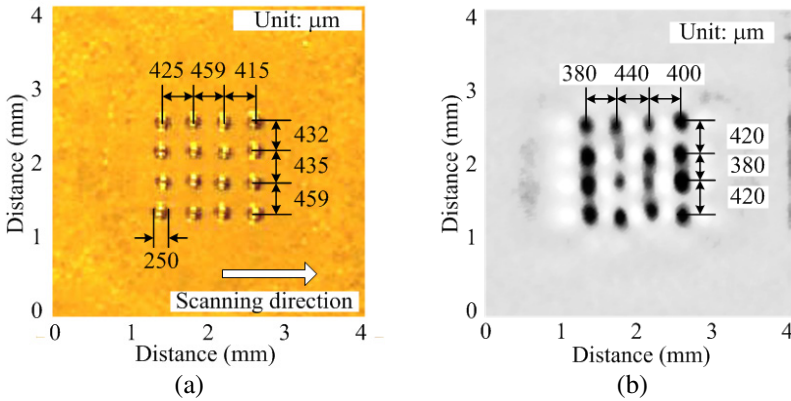 4
Unit: μm
3
425 459 415
432
2
435
459
1
250
Scanning direction
0
0 1 2 3 4
Distance (mm)
Distance (mm)
(a)
4
Unit: μm
3
380 440 400
420
2
380
420
1
0
0 1 2 3 4
Distance (mm)
Distance (mm)
(b)